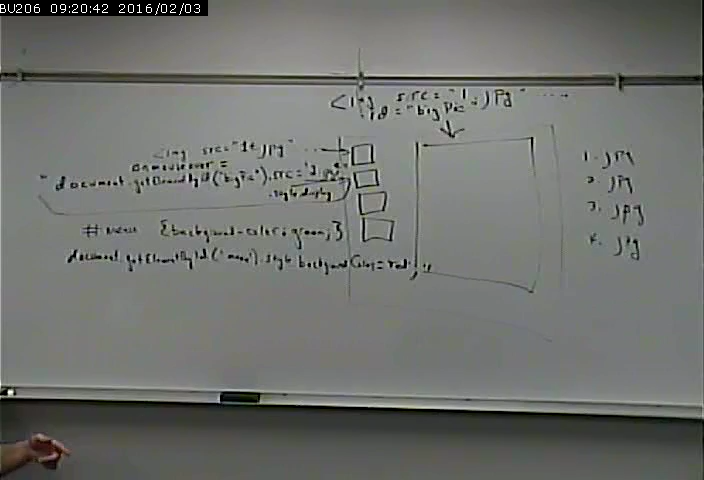 BU206 09:20:42 2016/02/03
<img src="1.jpg" ....
id="bigPic"
<img src="1t.jpg" ...
onmouseover=
"document.getElementById("bigPic").src='1.jpg'"
.style.display
#menu {background-color:green;}
document.getElementById('menu').style.backgroundColor='red';
1. jpg
2. jpg
3. jpg
4. jpg